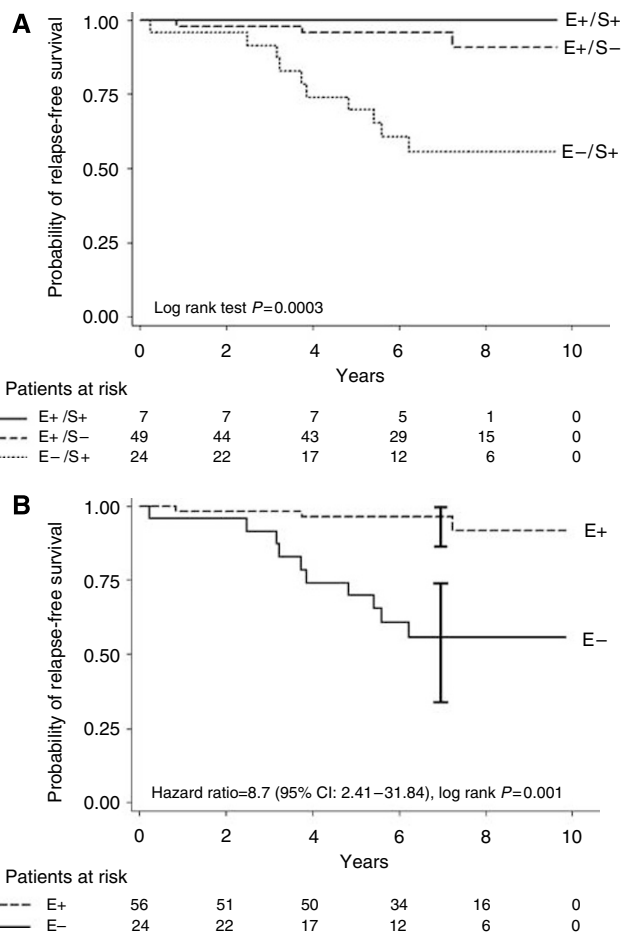 A
Probability of relapse-free survival
1.00
0.75
0.50
0.25
0.00
E+/S+
E+/S−
E−/S+
Log rank test P=0.0003
0 2 4 6 8 10
Years
Patients at risk
E+/S+ 7 7 7 5 1 0
E+/S− 49 44 43 29 15 0
E−/S+ 24 22 17 12 6 0
B
Probability of relapse-free survival
1.00
0.75
0.50
0.25
0.00
E+
E−
Hazard ratio=8.7 (95% CI: 2.41−31.84), log rank P=0.001
0 2 4 6 8 10
Years
Patients at risk
E+ 56 51 50 34 16 0
E− 24 22 17 12 6 0